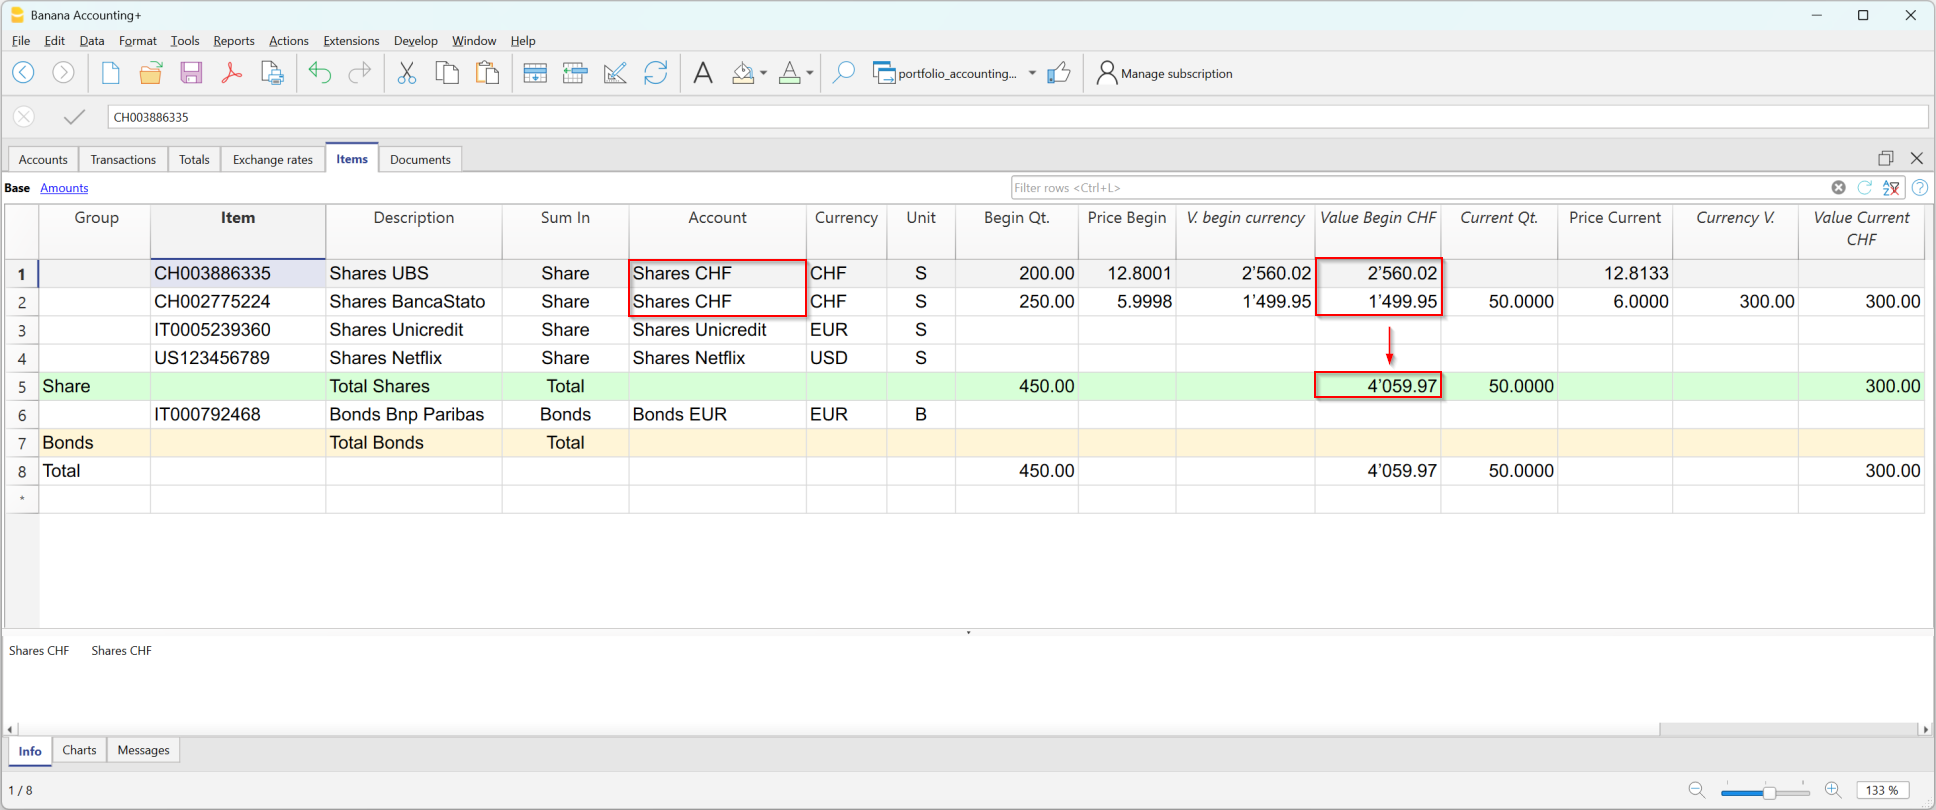 Banana Accounting+
File Edit Data Format Tools Reports Actions Extensions Develop Window Help
portfolio_accounting... Manage subscription
CH003886335
Accounts Transactions Totals Exchange rates Items Documents
Base Amounts Filter rows <Ctrl+L>
Group Item Description Sum In Account Currency Unit Begin Qt. Price Begin V. begin currency Value Begin CHF Current Qt. Price Current Currency V. Value Current CHF
1 CH003886335 Shares UBS Share Shares CHF CHF S 200.00 12.8001 2'560.02 2'560.02 12.8133
2 CH002775224 Shares BancaStato Share Shares CHF CHF S 250.00 5.9998 1'499.95 1'499.95 50.0000 6.0000 300.00 300.00
3 IT0005239360 Shares Unicredit Share Shares Unicredit EUR S
4 US123456789 Shares Netflix Share Shares Netflix USD S
5 Share Total Shares Total 450.00 4'059.97 50.0000 300.00
6 IT000792468 Bonds Bnp Paribas Bonds Bonds EUR EUR B
7 Bonds Total Bonds Total
8 Total 450.00 4'059.97 50.0000 300.00
*
Shares CHF Shares CHF
Info Charts Messages
1 / 8 133 %